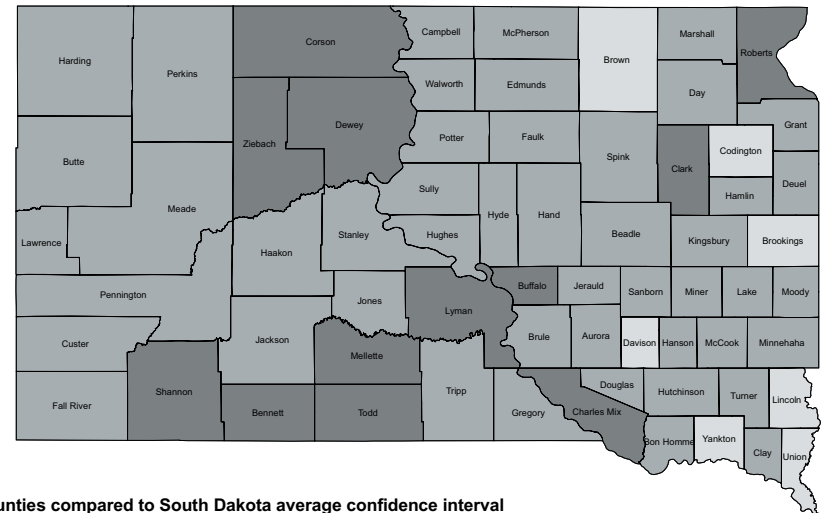 Harding
Perkins
Corson
Campbell
McPherson
Brown
Marshall
Roberts
Walworth
Edmunds
Day
Ziebach
Dewey
Potter
Faulk
Spink
Grant
Butte
Codington
Clark
Deuel
Hamlin
Meade
Sully
Hyde
Hand
Lawrence
Stanley
Hughes
Beadle
Kingsbury
Brookings
Haakon
Pennington
Jones
Lyman
Buffalo
Jerauld
Sanborn
Miner
Lake
Moody
Custer
Jackson
Mellette
Brule
Aurora
Davison
Hanson
McCook
Minnehaha
Fall River
Shannon
Bennett
Todd
Tripp
Gregory
Charles Mix
Douglas
Hutchinson
Turner
Lincoln
Bon Homme
Yankton
Clay
Union
unties compared to South Dakota average confidence interval